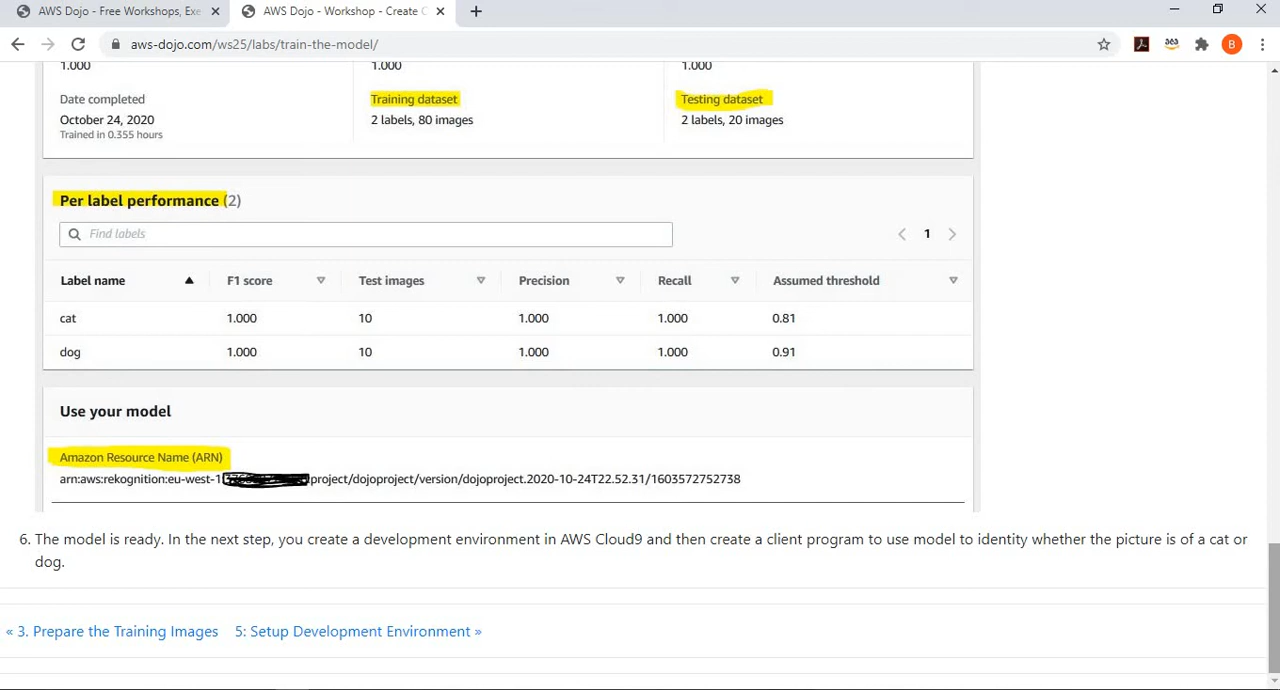 AWS Dojo - Free Workshops, Exe
AWS Dojo - Workshop - Create C
aws-dojo.com/ws25/labs/train-the-model/
B
1.000 1.000 1.000
Date completed Training dataset Testing dataset
October 24, 2020 2 labels, 80 images 2 labels, 20 images
Trained in 0.355 hours
Per label performance (2)
Find labels
1
Label name F1 score Test images Precision Recall Assumed threshold
cat 1.000 10 1.000 1.000 0.81
dog 1.000 10 1.000 1.000 0.91
Use your model
Amazon Resource Name (ARN)
arn:aws:rekognition:eu-west-1 project/dojoproject/version/dojoproject.2020-10-24T22.52.31/1603572752738
6. The model is ready. In the next step, you create a development environment in AWS Cloud9 and then create a client program to use model to identity whether the picture is of a cat or
dog.
« 3. Prepare the Training Images 5: Setup Development Environment »